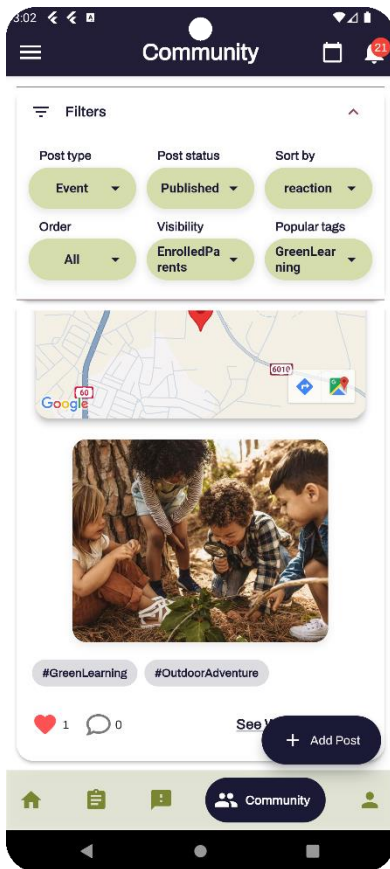 3:02
Community
21
Filters
Post type
Post status
Sort by
Event
Published
reaction
Order
Visibility
Popular tags
All
EnrolledPa
rents
GreenLear
ning
6010
60
Google
#GreenLearning
#OutdoorAdventure
1
0
See
+ Add Post
Community